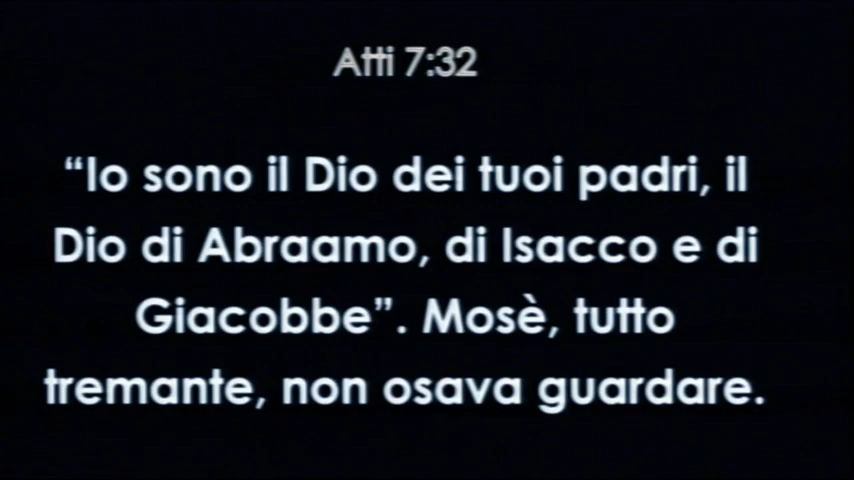 Atti 7:32
“Io sono il Dio dei tuoi padri, il
Dio di Abraamo, di Isacco e di
Giacobbe”. Mosè, tutto
tremante, non osava guardare.